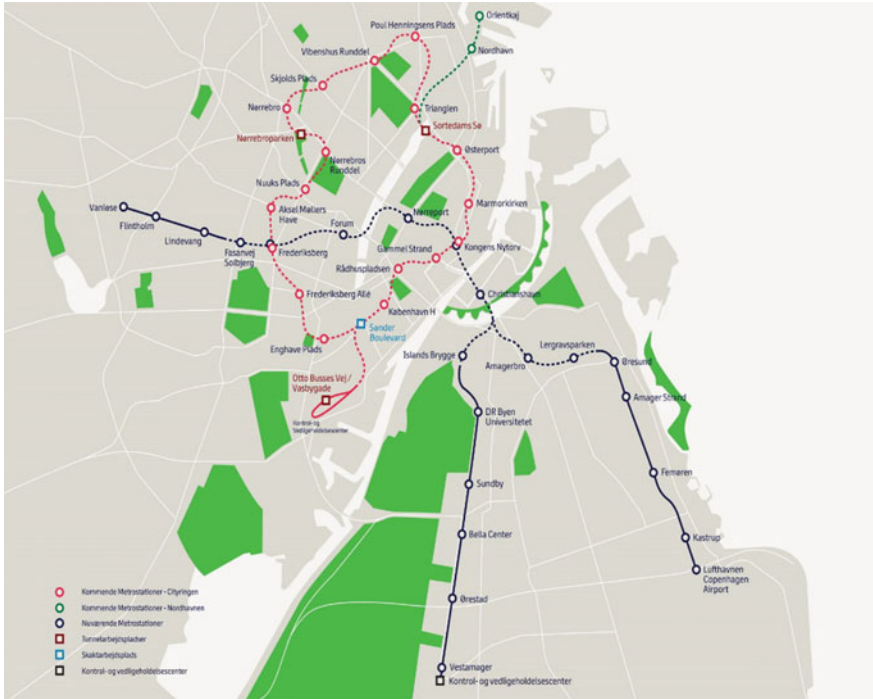 Orientkaj
Poul Henningsens Plads
Nordhavn
Vibenshus Runddel
Skjolds Plads
Trianglen
Nørrebro
Sortedams Sø
Nørrebroparken
Østerport
Nørrebros
Runddel
Nuuks Plads
Marmorkirken
Vanløse
Aksel Møllers
Have
Nørreport
Flintholm
Forum
Lindevang
Fasanvej
Solbjerg
Frederiksberg
Gammel Strand
Kongens Nytorv
Rådhuspladsen
Frederiksberg Allé
Christianshavn
København H
Sønder
Boulevard
Enghave Plads
Islands Brygge
Lergravsparken
Amagerbro
Øresund
Otto Busses Vej /
Vasbygade
Amager Strand
DR Byen
Universitetet
Kontrol- og
vedligeholdelsescenter
Femøren
Sundby
Bella Center
Kastrup
Lufthavnen
Copenhagen
Airport
Kommende Metrostationer - Cityringen
Kommende Metrostationer - Nordhavnen
Ørestad
Nuværende Metrostationer
Tunnelarbejdspladser
Skaktarbejdsplads
Kontrol- og vedligeholdelsescenter
Vestamager
Kontrol- og vedligeholdelsescenter